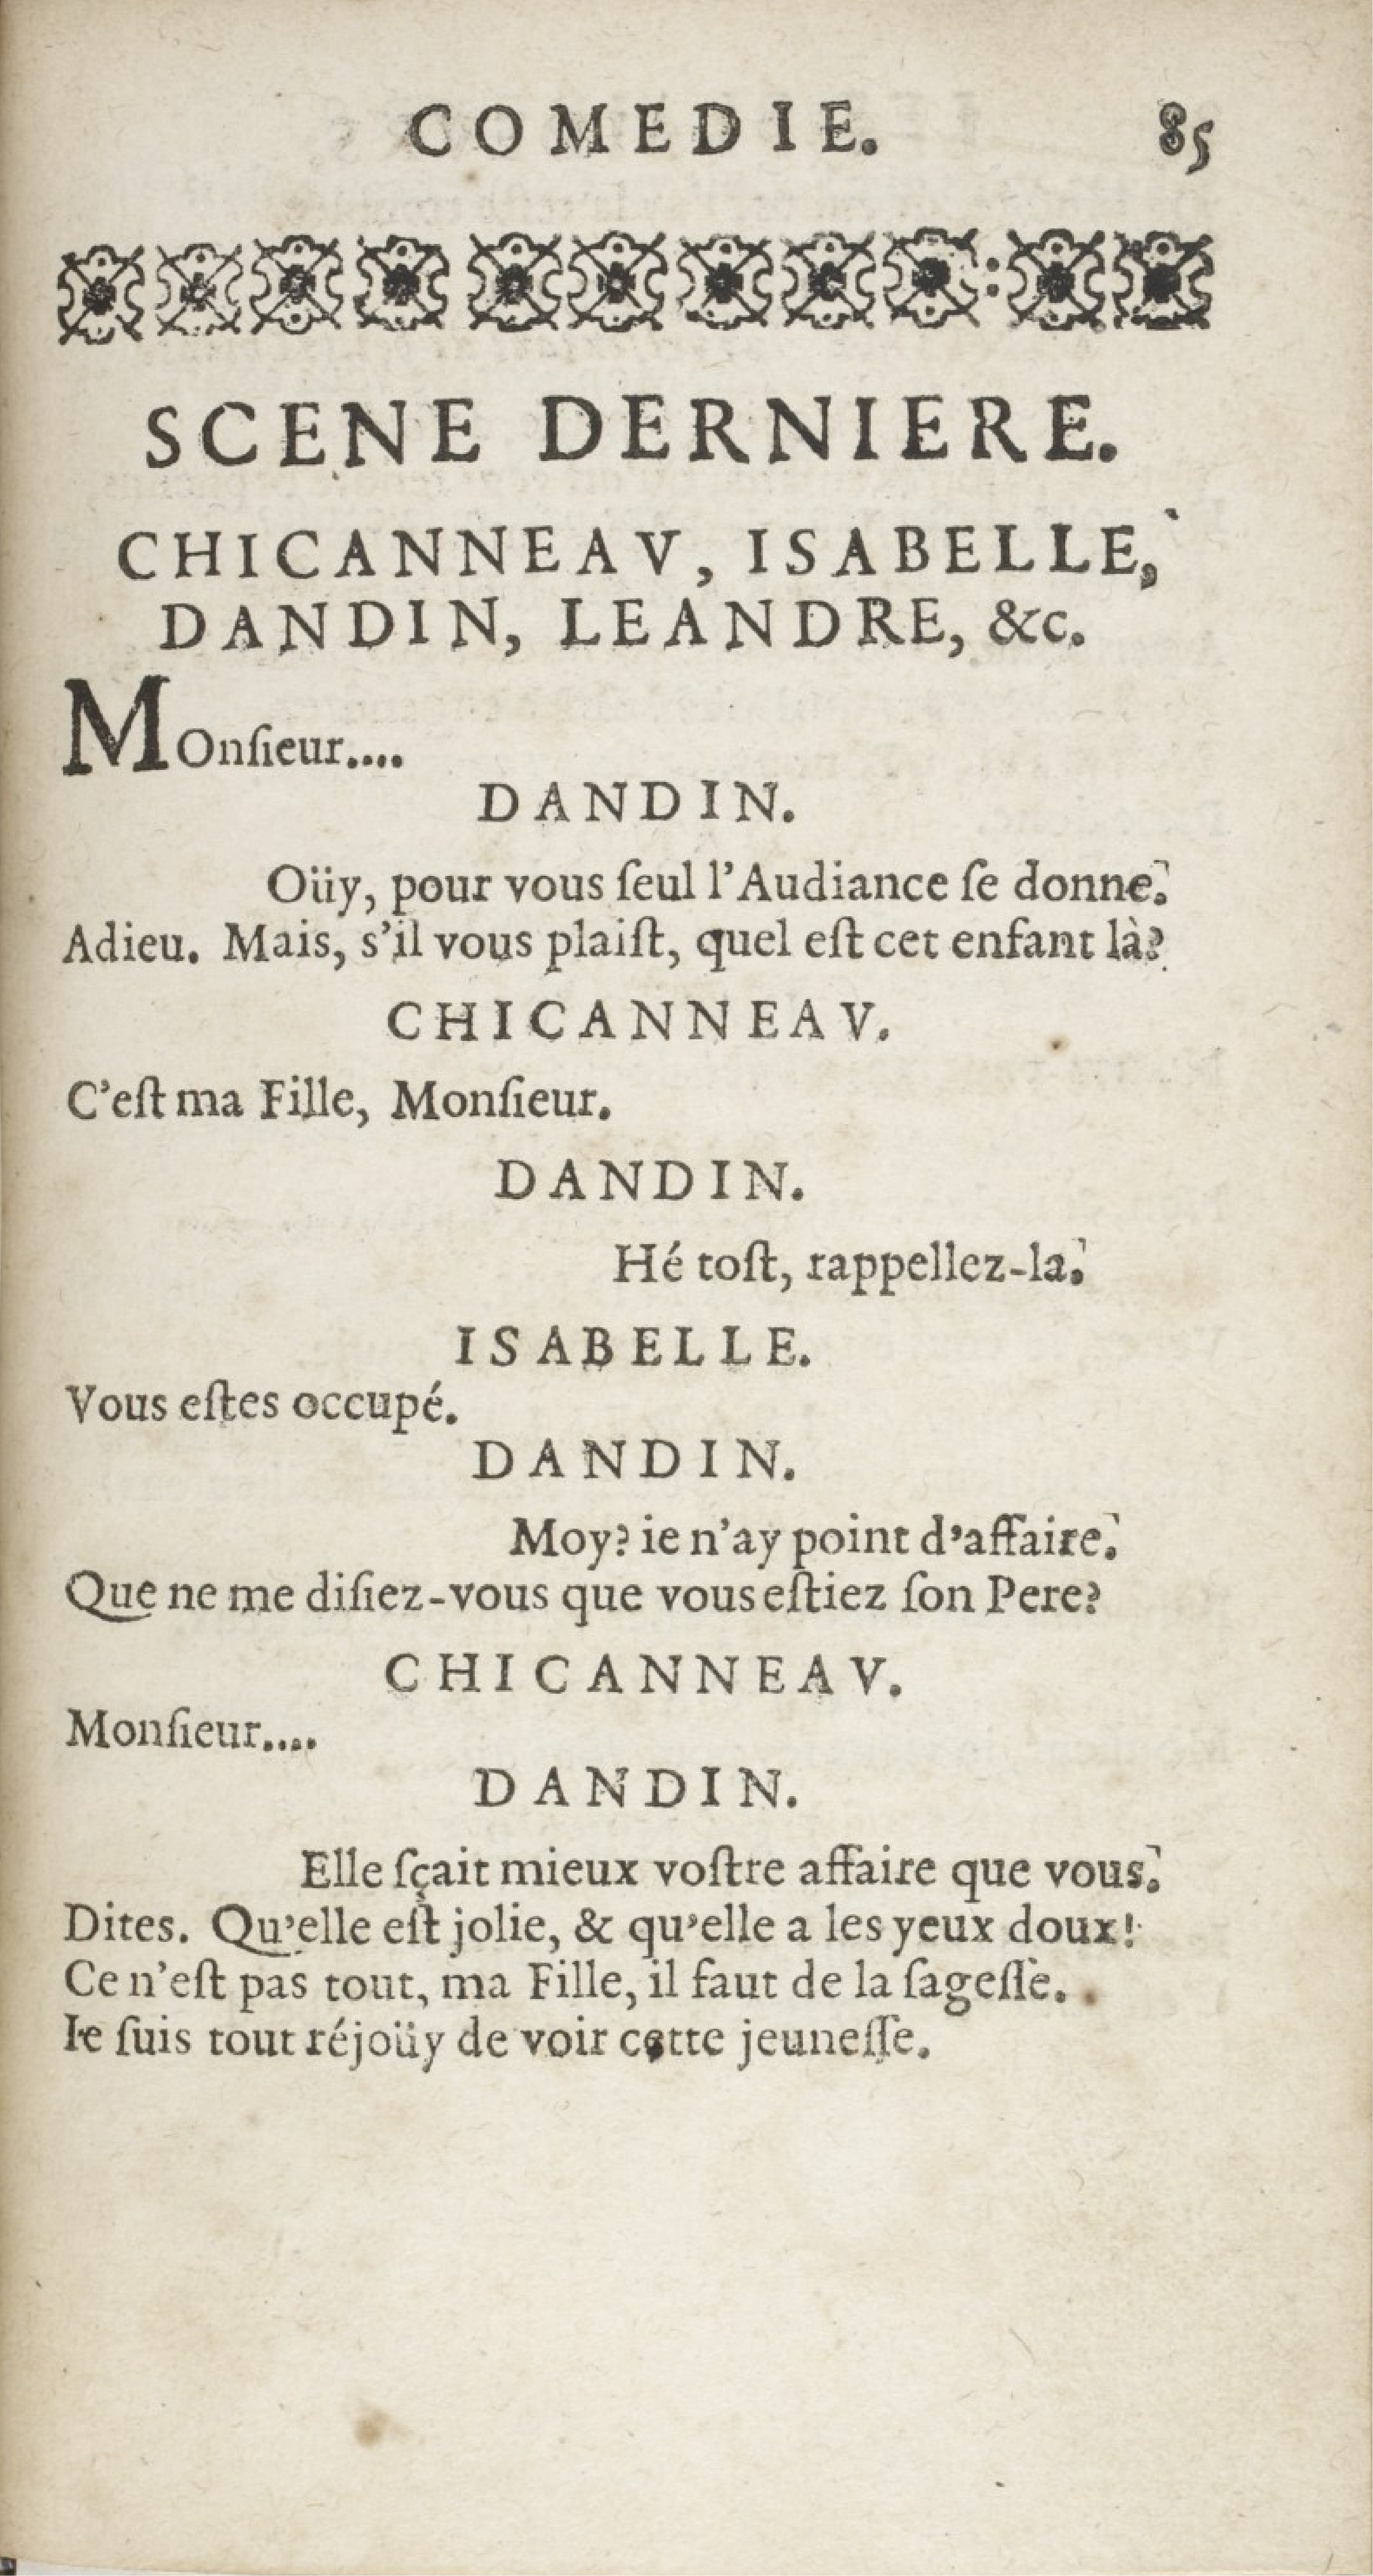 COMEDIE. 85
SCENE DERNIERE.
CHICANNEAV, ISABELLE,
DANDIN, LEANDRE, &c.
MOnſieur....
DANDIN.
Oüy, pour vous ſeul l'Audiance ſe donne.
Adieu. Mais, s'il vous plaiſt, quel eſt cet enfant là?
CHICANNEAV.
C'eſt ma Fille, Monſieur.
DANDIN.
Hé toſt, rappellez-la.
ISABELLE.
Vous eſtes occupé.
DANDIN.
Moy? ie n'ay point d'affaire.
Que ne me diſiez-vous que vous eſtiez ſon Pere?
CHICANNEAV.
Monſieur....
DANDIN.
Elle ſçait mieux voſtre affaire que vous.
Dites. Qu'elle eſt jolie, & qu'elle a les yeux doux!
Ce n'eſt pas tout, ma Fille, il faut de la ſageſſe.
Ie ſuis tout réjoüy de voir cette jeuneſſe.